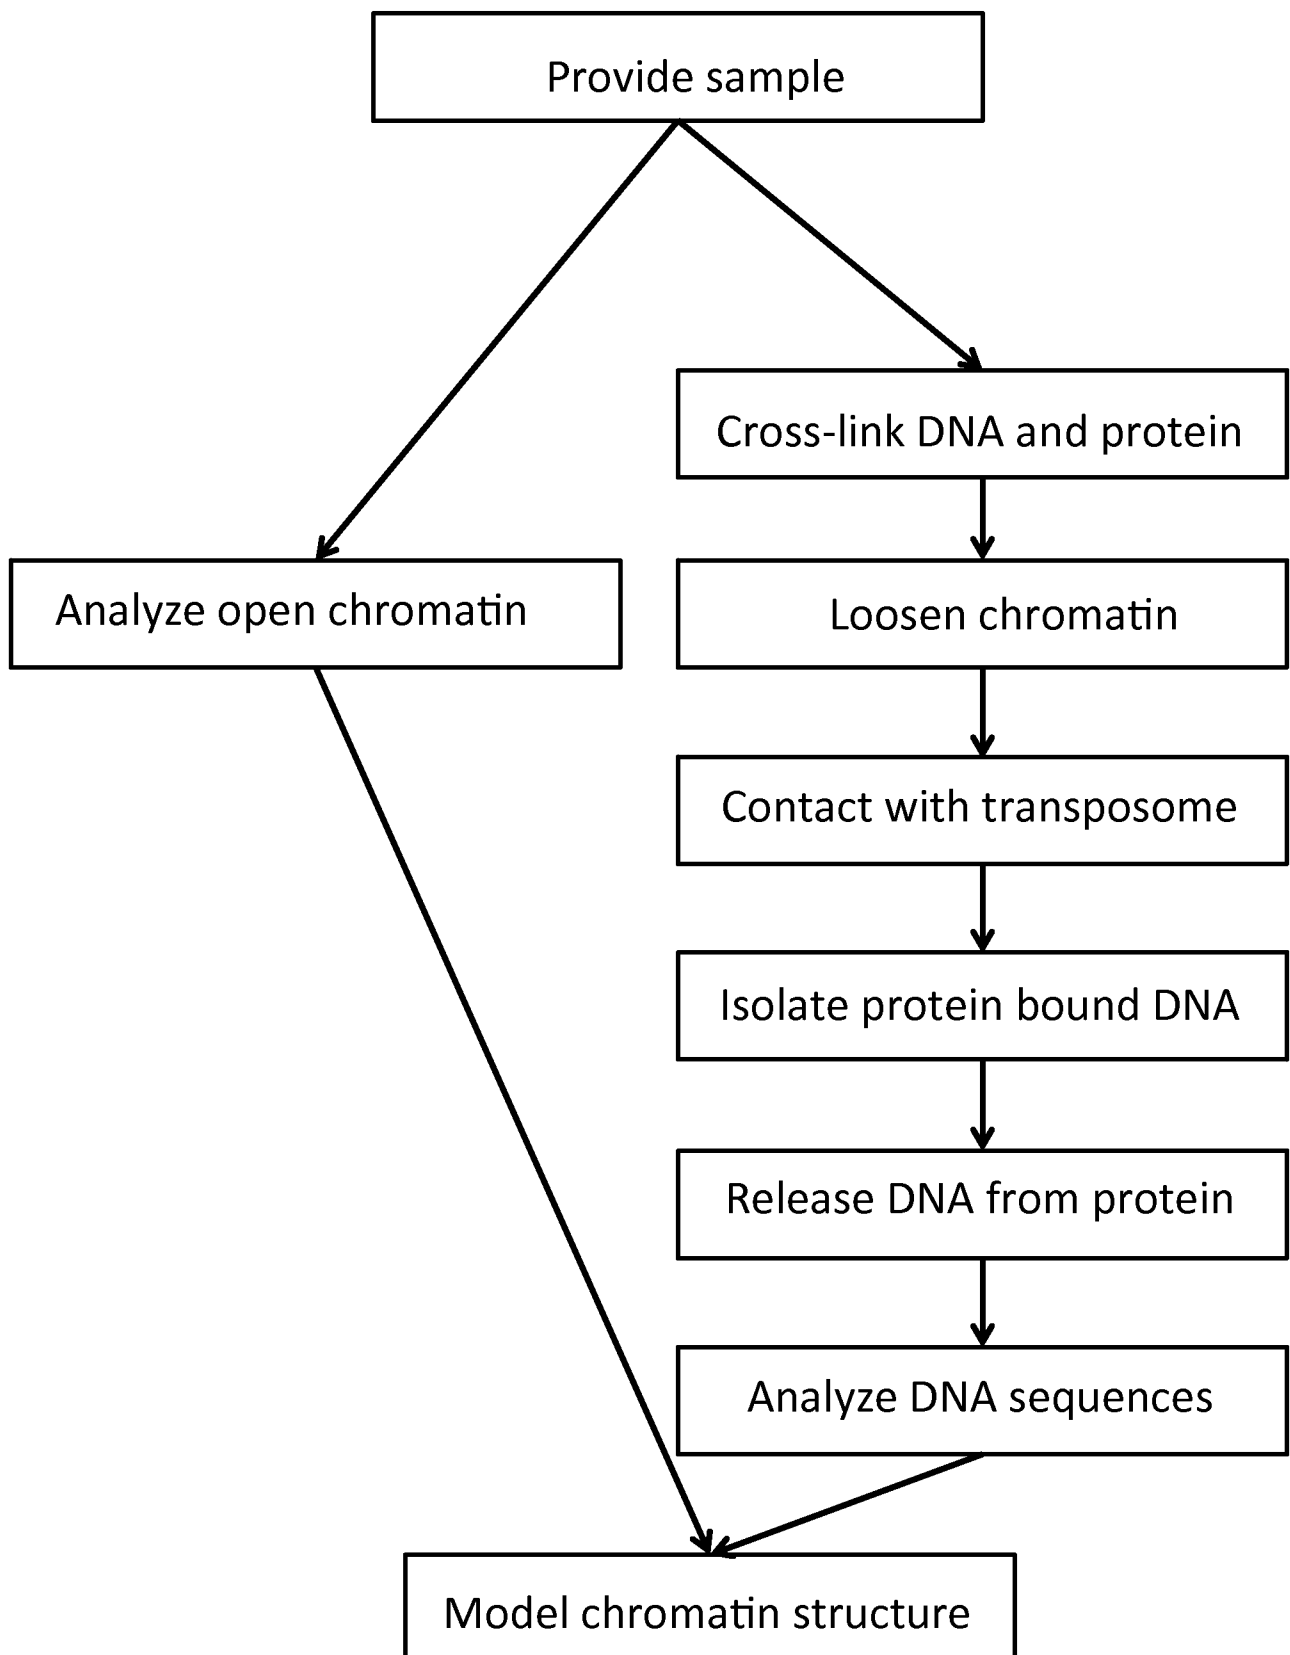 Provide sample
Cross-link DNA and protein
Analyze open chromatin
Loosen chromatin
Contact with transposome
Isolate protein bound DNA
Release DNA from protein
Analyze DNA sequences
Model chromatin structure